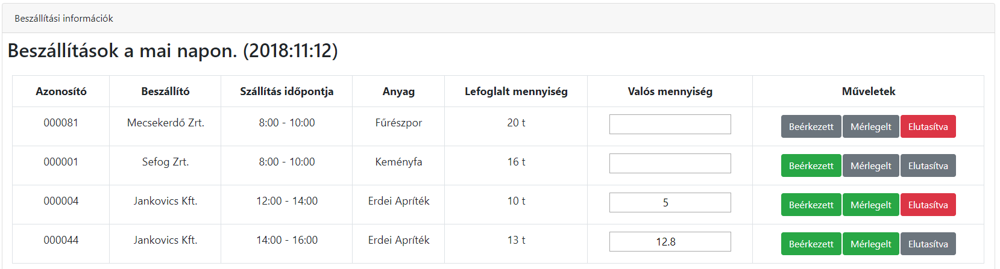 Beszállítási információk
Beszállítások a mai napon. (2018:11:12)
Azonosító Beszállító Szállítás időpontja Anyag Lefoglalt mennyiség Valós mennyiség Műveletek
000081 Mecsekerdő Zrt. 8:00 - 10:00 Fűrészpor 20 t Beérkezett Mérlegelt Elutasítva
000001 Sefog Zrt. 8:00 - 10:00 Keményfa 16 t Beérkezett Mérlegelt Elutasítva
000004 Jankovics Kft. 12:00 - 14:00 Erdei Apríték 10 t 5 Beérkezett Mérlegelt Elutasítva
000044 Jankovics Kft. 14:00 - 16:00 Erdei Apríték 13 t 12.8 Beérkezett Mérlegelt Elutasítva